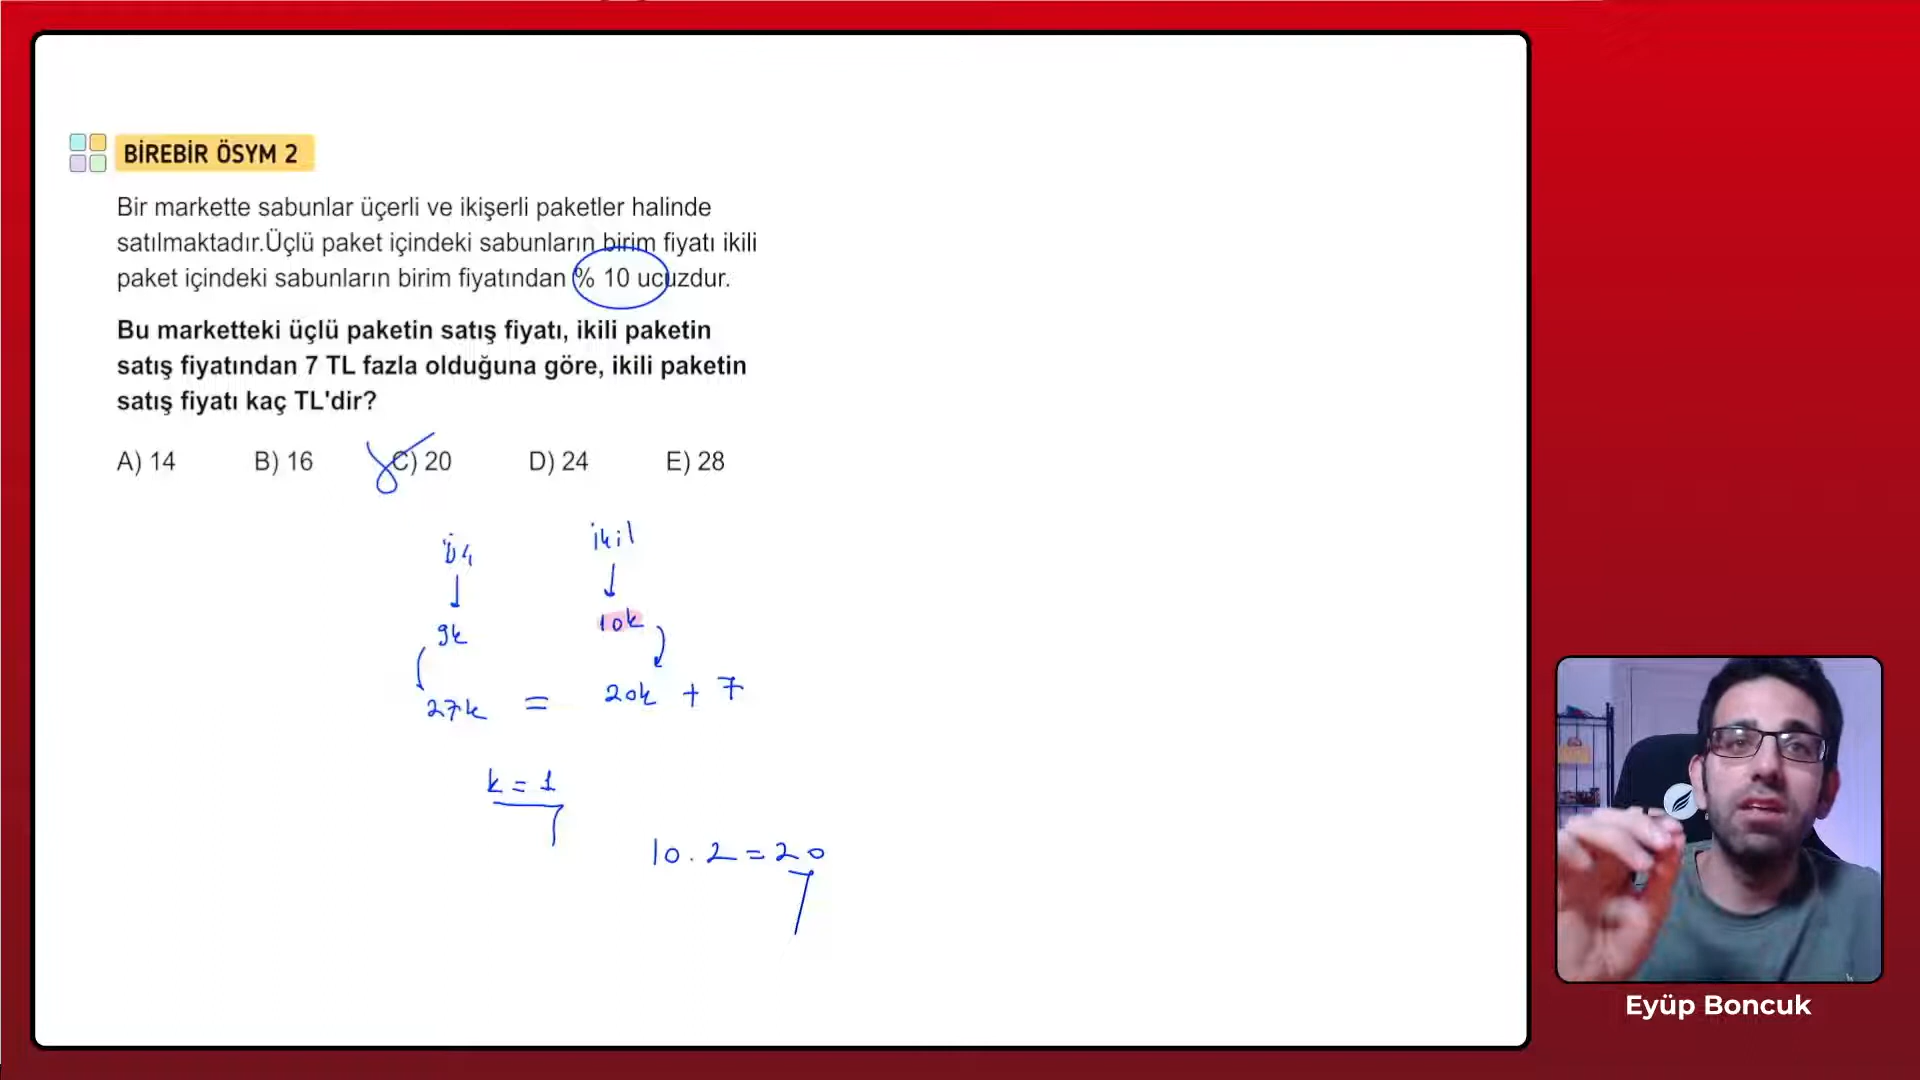 BİREBİR ÖSYM 2
Bir markette sabunlar üçerli ve ikişerli paketler halinde
satılmaktadır.Üçlü paket içindeki sabunların birim fiyatı ikili
paket içindeki sabunların birim fiyatından % 10 ucuzdur.
Bu marketteki üçlü paketin satış fiyatı, ikili paketin
satış fiyatından 7 TL fazla olduğuna göre, ikili paketin
satış fiyatı kaç TL'dir?
A) 14 B) 16 C) 20 D) 24 E) 28
Üç ikil
9k 10k
27k = 20k + 7
k = 1
10 . 2 = 20
Eyüp Boncuk